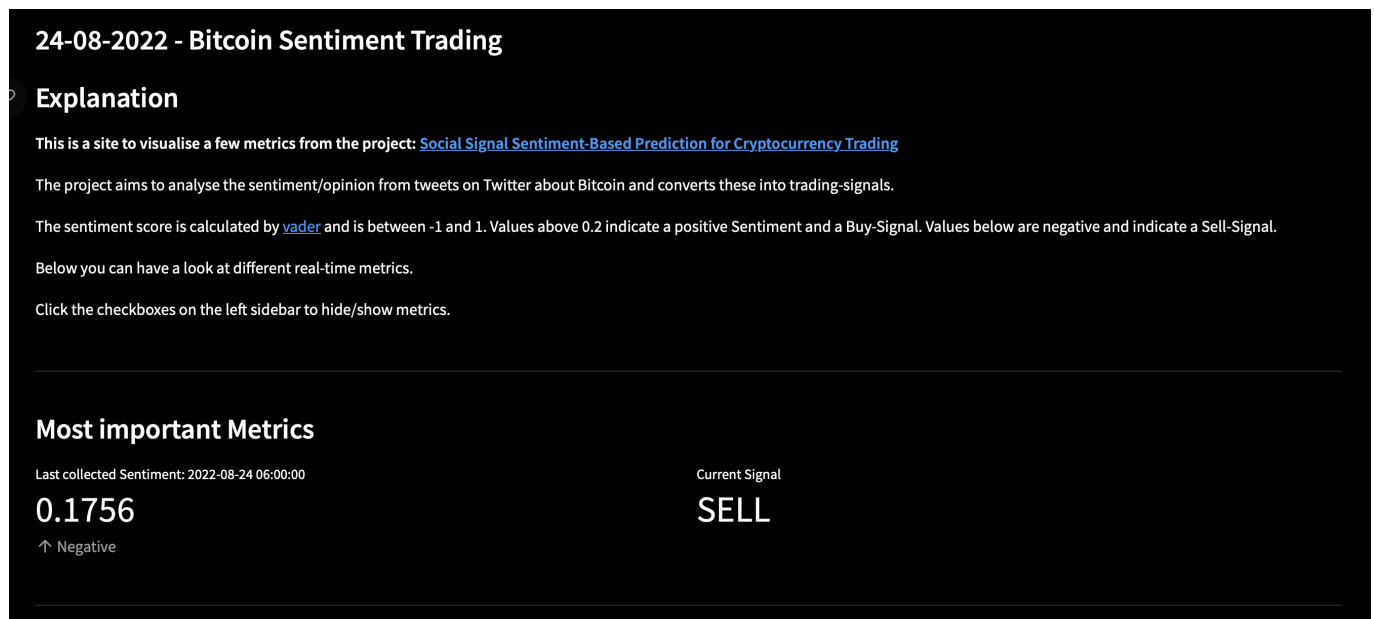 24-08-2022 - Bitcoin Sentiment Trading
Explanation
This is a site to visualise a few metrics from the project: Social Signal Sentiment-Based Prediction for Cryptocurrency Trading
The project aims to analyse the sentiment/opinion from tweets on Twitter about Bitcoin and converts these into trading-signals.
The sentiment score is calculated by vader and is between -1 and 1. Values above 0.2 indicate a positive Sentiment and a Buy-Signal. Values below are negative and indicate a Sell-Signal.
Below you can have a look at different real-time metrics.
Click the checkboxes on the left sidebar to hide/show metrics.
Most important Metrics
Last collected Sentiment: 2022-08-24 06:00:00
0.1756
↑ Negative
Current Signal
SELL